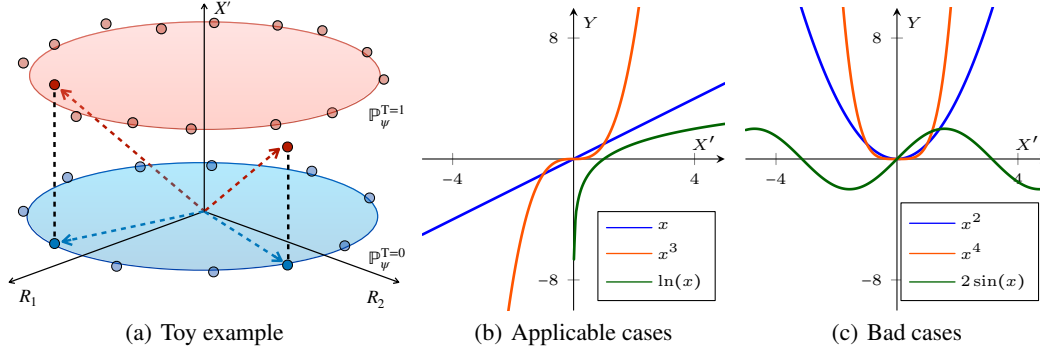 X′
ℙ_ψ^{T=1}
ℙ_ψ^{T=0}
R₁
R₂
(a) Toy example
Y
8
X′
−4
4
x
x³
ln(x)
−8
(b) Applicable cases
Y
8
X′
−4
4
x²
x⁴
2 sin(x)
−8
(c) Bad cases